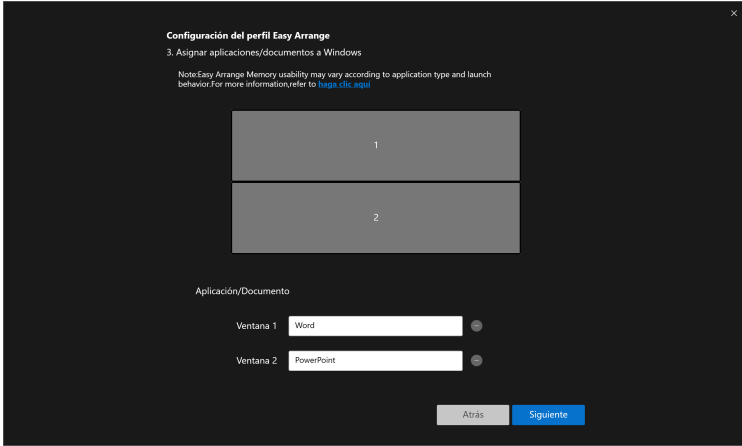 Configuración del perfil Easy Arrange
3. Asignar aplicaciones/documentos a Windows
Note:Easy Arrange Memory usability may vary according to application type and launch
behavior.For more information,refer to haga clic aquí
1
2
Aplicación/Documento
Ventana 1 Word
Ventana 2 PowerPoint
Atrás Siguiente